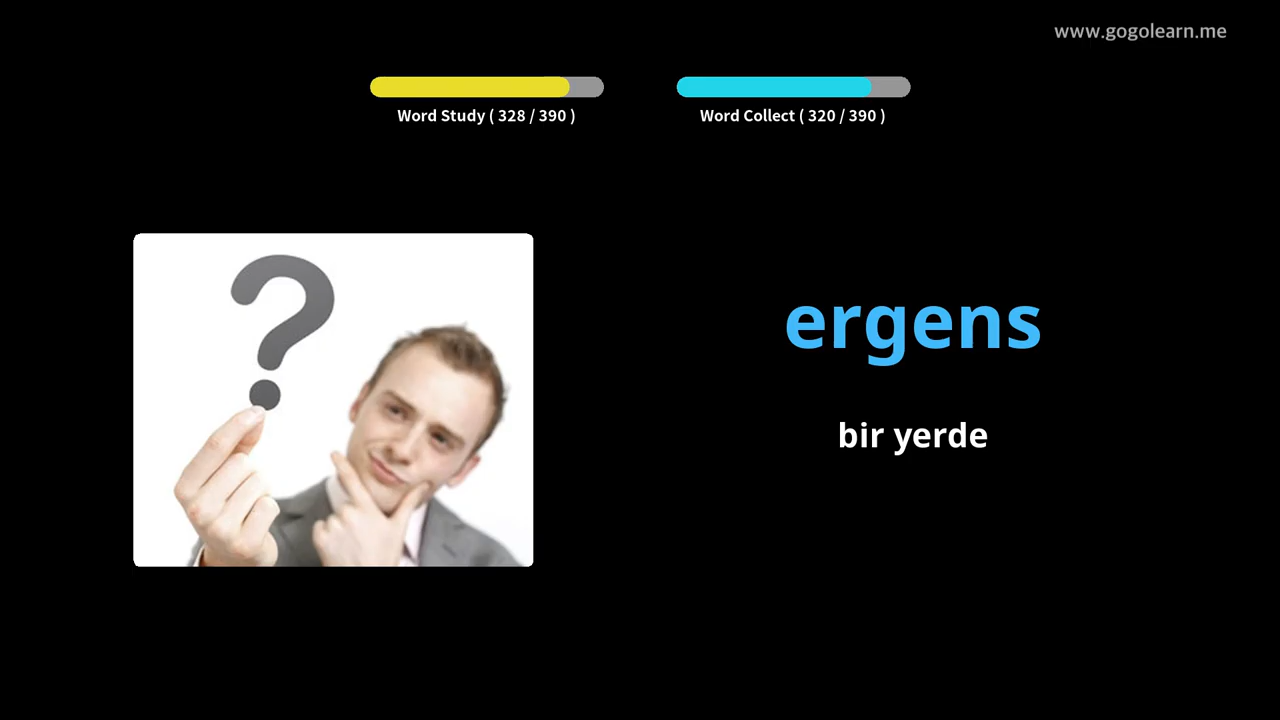 www.gogolearn.me
Word Study ( 328 / 390 )
Word Collect ( 320 / 390 )
ergens
bir yerde